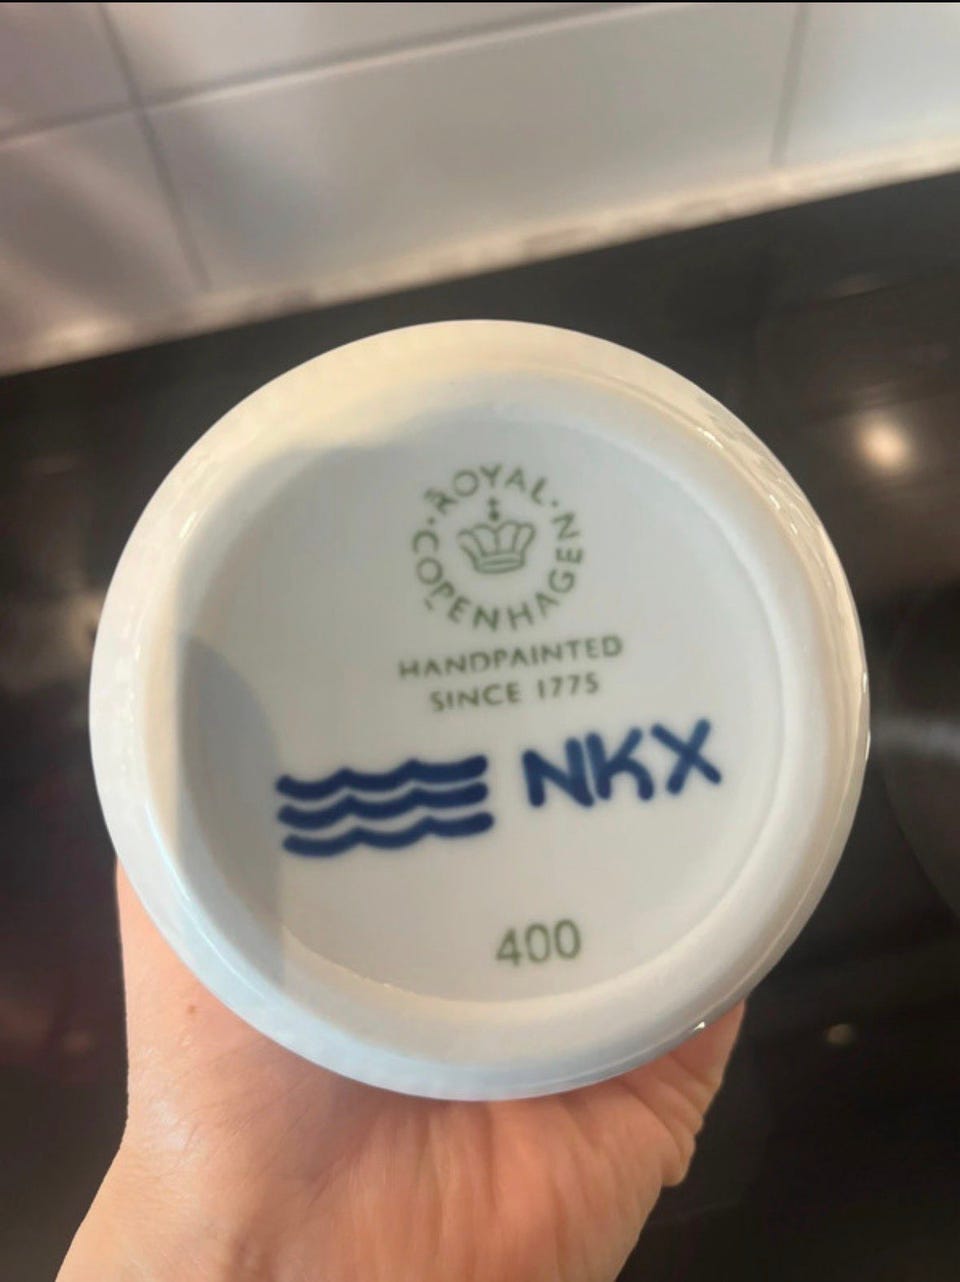 ROYAL · COPENHAGEN ·
HANDPAINTED
SINCE 1775
NKX
400